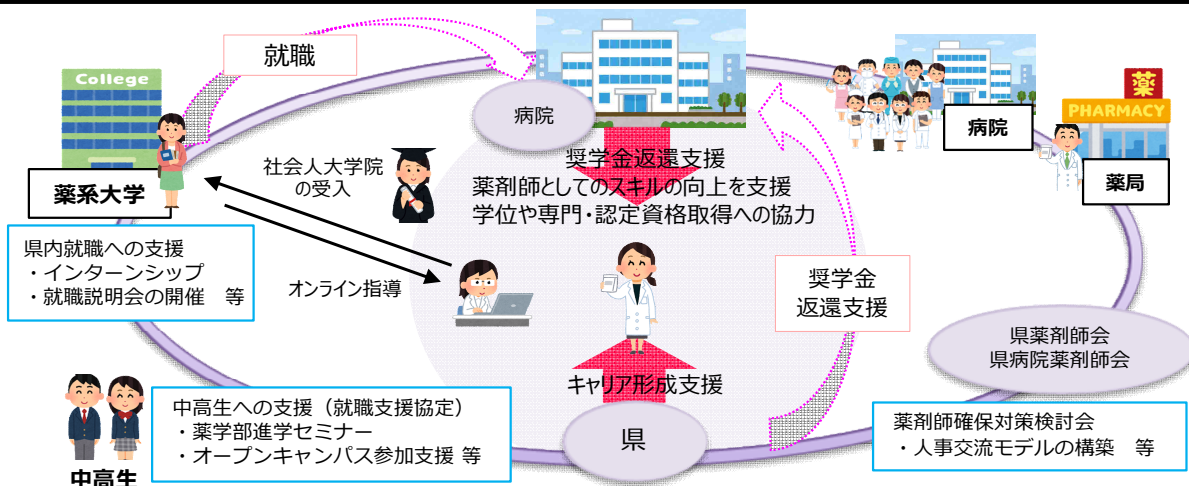 就職
College
薬系大学
病院
病院
薬
PHARMACY
薬局
社会人大学院
の受入
オンライン指導
奨学金返還支援
薬剤師としてのスキルの向上を支援
学位や専門・認定資格取得への協力
県内就職への支援
・インターンシップ
・就職説明会の開催　等
奨学金
返還支援
県薬剤師会
県病院薬剤師会
キャリア形成支援
県
中高生
中高生への支援（就職支援協定）
・薬学部進学セミナー
・オープンキャンパス参加支援 等
薬剤師確保対策検討会
・人事交流モデルの構築　等